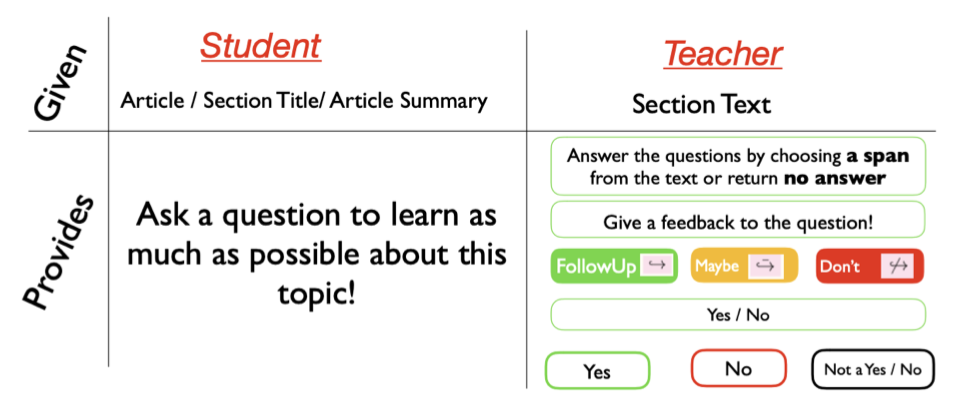 Given
Student
Article / Section Title/ Article Summary
Teacher
Section Text
Provides
Ask a question to learn as
much as possible about this
topic!
Answer the questions by choosing a span
from the text or return no answer
Give a feedback to the question!
FollowUp ↪
Maybe ↪̄
Don't ↪̸
Yes / No
Yes
No
Not a Yes / No